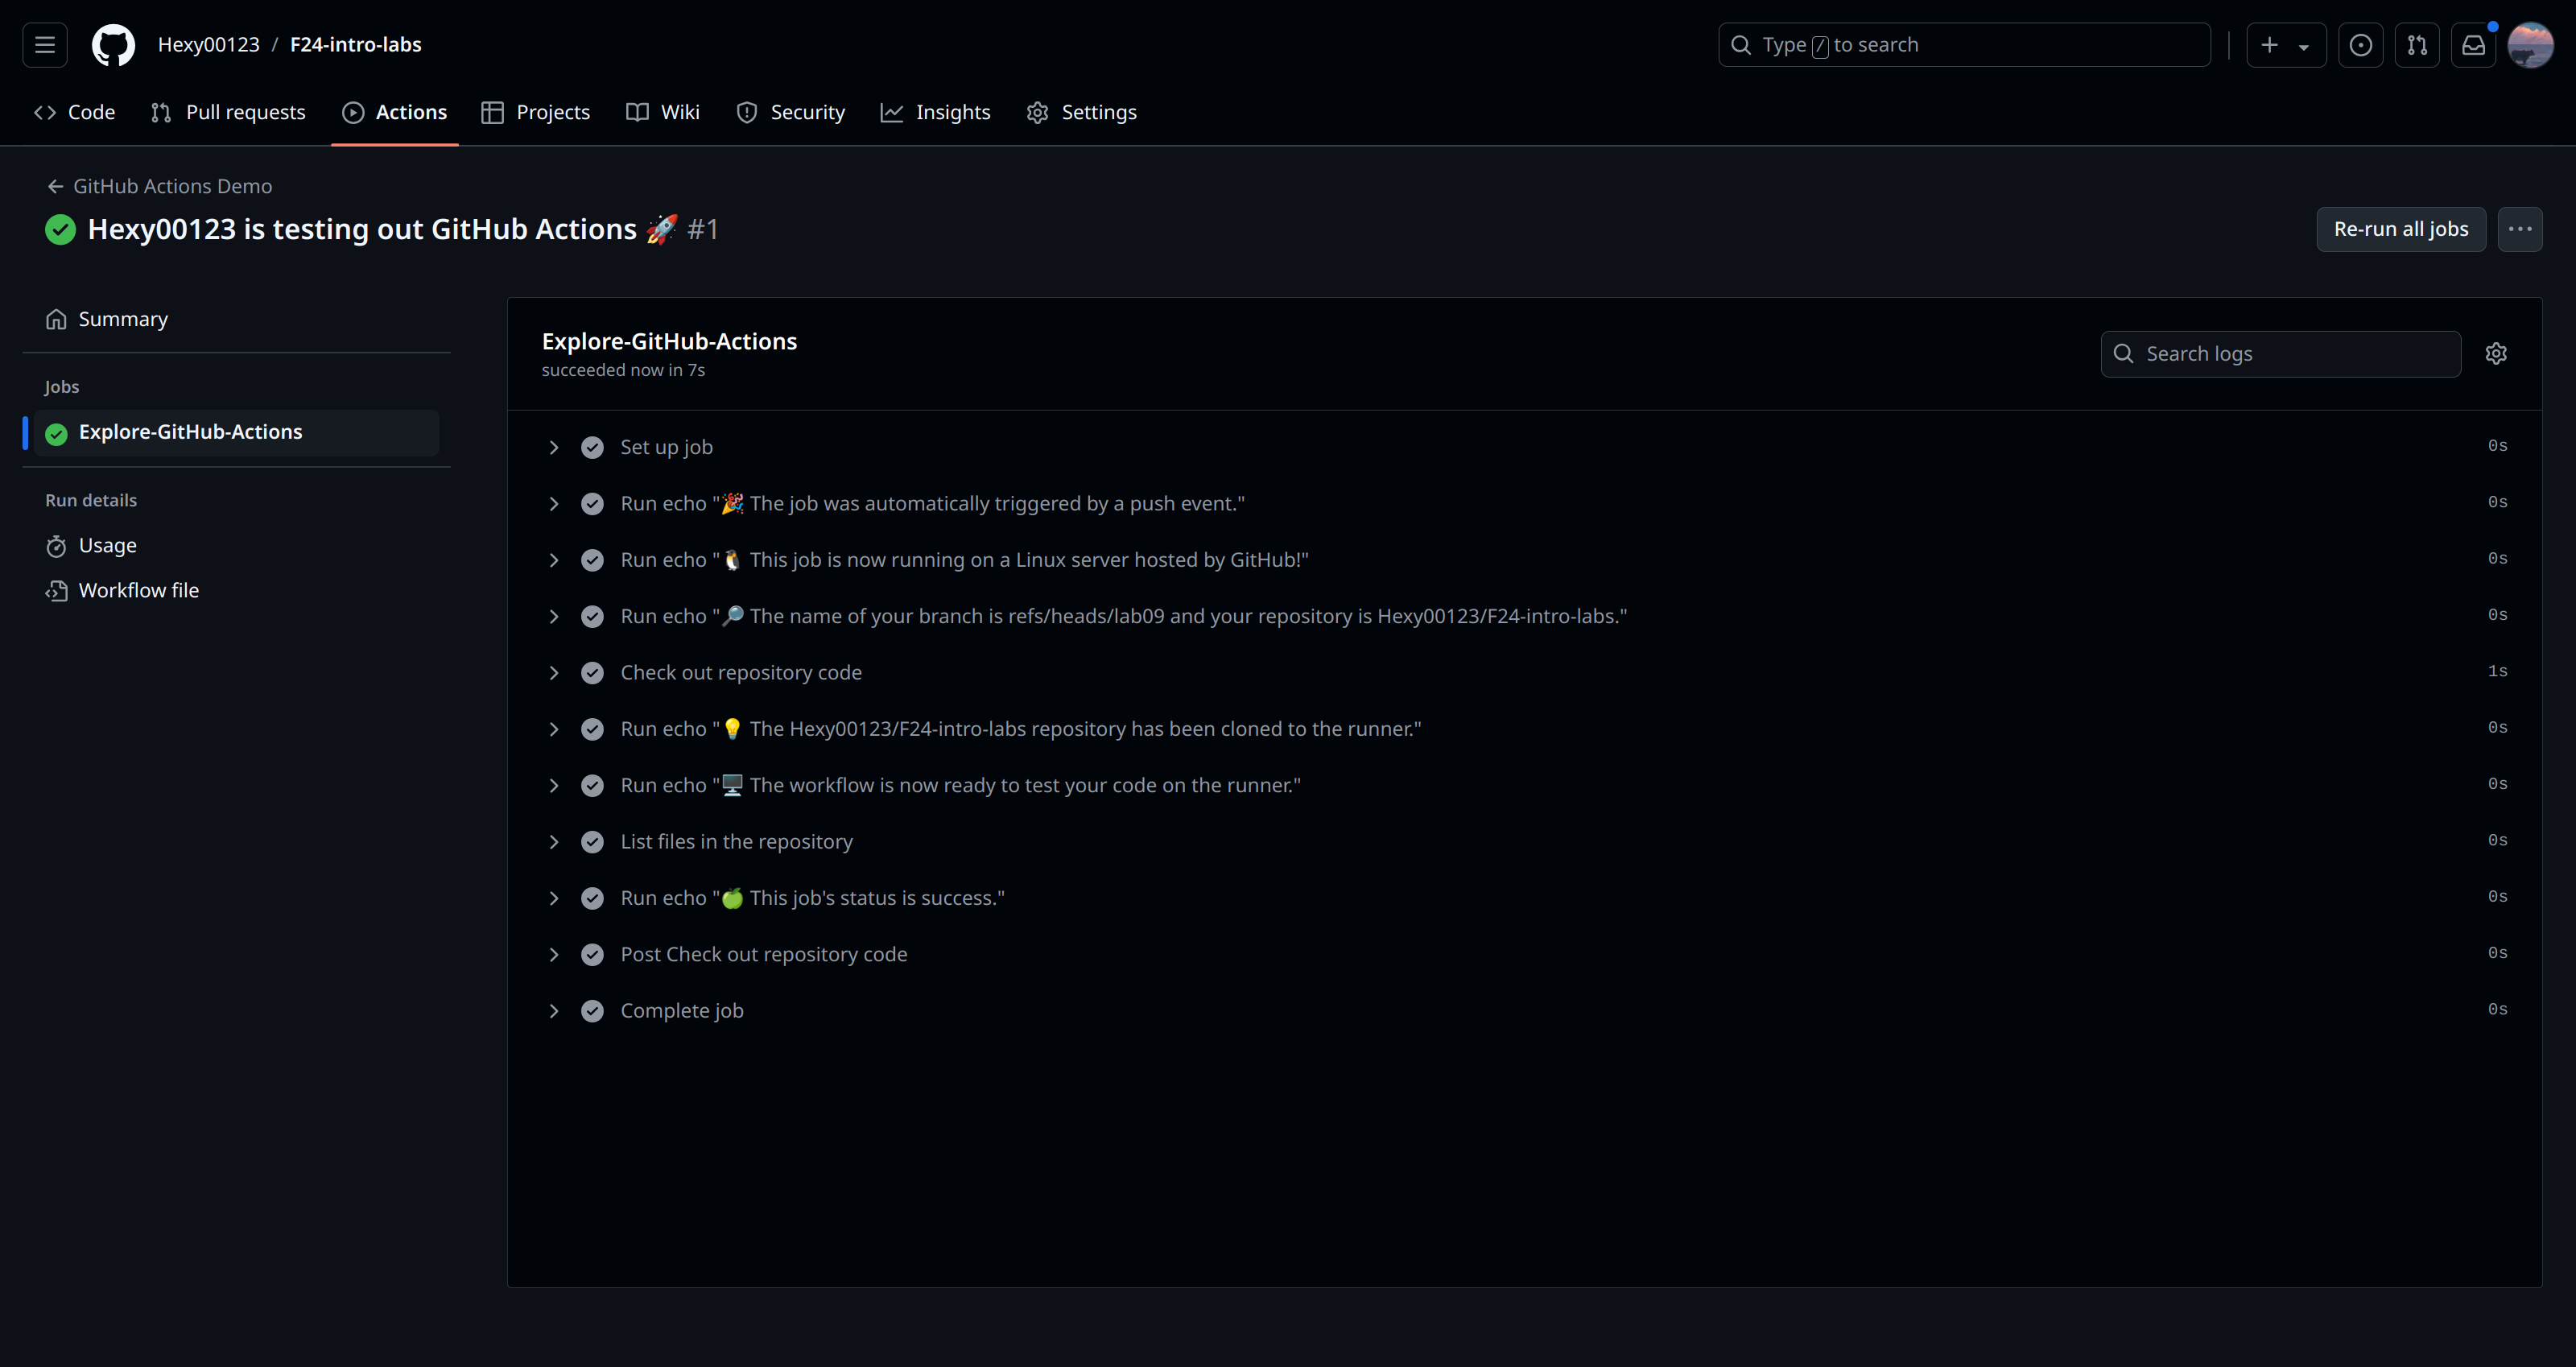 Hexy00123 / F24-intro-labs
Type / to search
Code Pull requests Actions Projects Wiki Security Insights Settings
GitHub Actions Demo
Hexy00123 is testing out GitHub Actions 🚀 #1
Re-run all jobs
Summary
Jobs
Explore-GitHub-Actions
Run details
Usage
Workflow file
Explore-GitHub-Actions
succeeded now in 7s
Search logs
Set up job 0s
Run echo "🎉 The job was automatically triggered by a push event." 0s
Run echo "🐧 This job is now running on a Linux server hosted by GitHub!" 0s
Run echo "🔎 The name of your branch is refs/heads/lab09 and your repository is Hexy00123/F24-intro-labs." 0s
Check out repository code 1s
Run echo "💡 The Hexy00123/F24-intro-labs repository has been cloned to the runner." 0s
Run echo "🖥️ The workflow is now ready to test your code on the runner." 0s
List files in the repository 0s
Run echo "🍏 This job's status is success." 0s
Post Check out repository code 0s
Complete job 0s